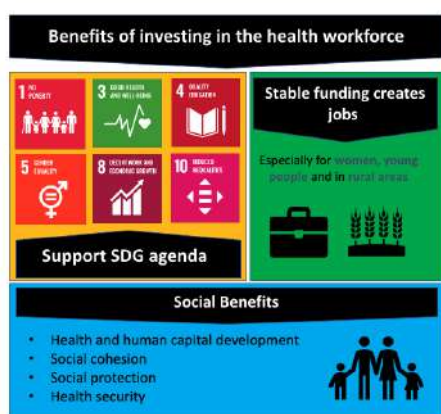 Benefits of investing in the health workforce
1 NO
POVERTY
3 GOOD HEALTH
AND WELL-BEING
4 QUALITY
EDUCATION
5 GENDER
EQUALITY
8 DECENT WORK AND
ECONOMIC GROWTH
10 REDUCED
INEQUALITIES
Support SDG agenda
Stable funding creates
jobs
Especially for women, young
people and in rural areas
Social Benefits
• Health and human capital development
• Social cohesion
• Social protection
• Health security